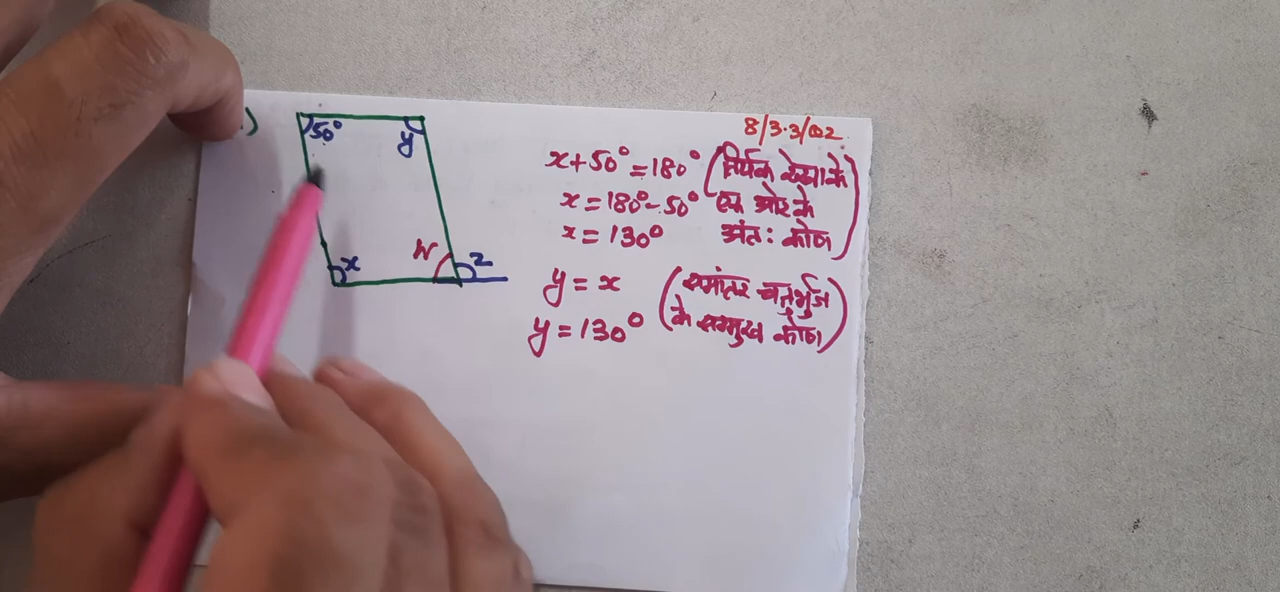 )
50°
y
x
W
z
8/3.3/Q2
x+50°=180° (तिर्यक रेखा के
x=180°-50° एक ओर के
x=130° अंतः कोण)
y=x (समांतर चतुर्भुज
y=130° के सम्मुख कोण)